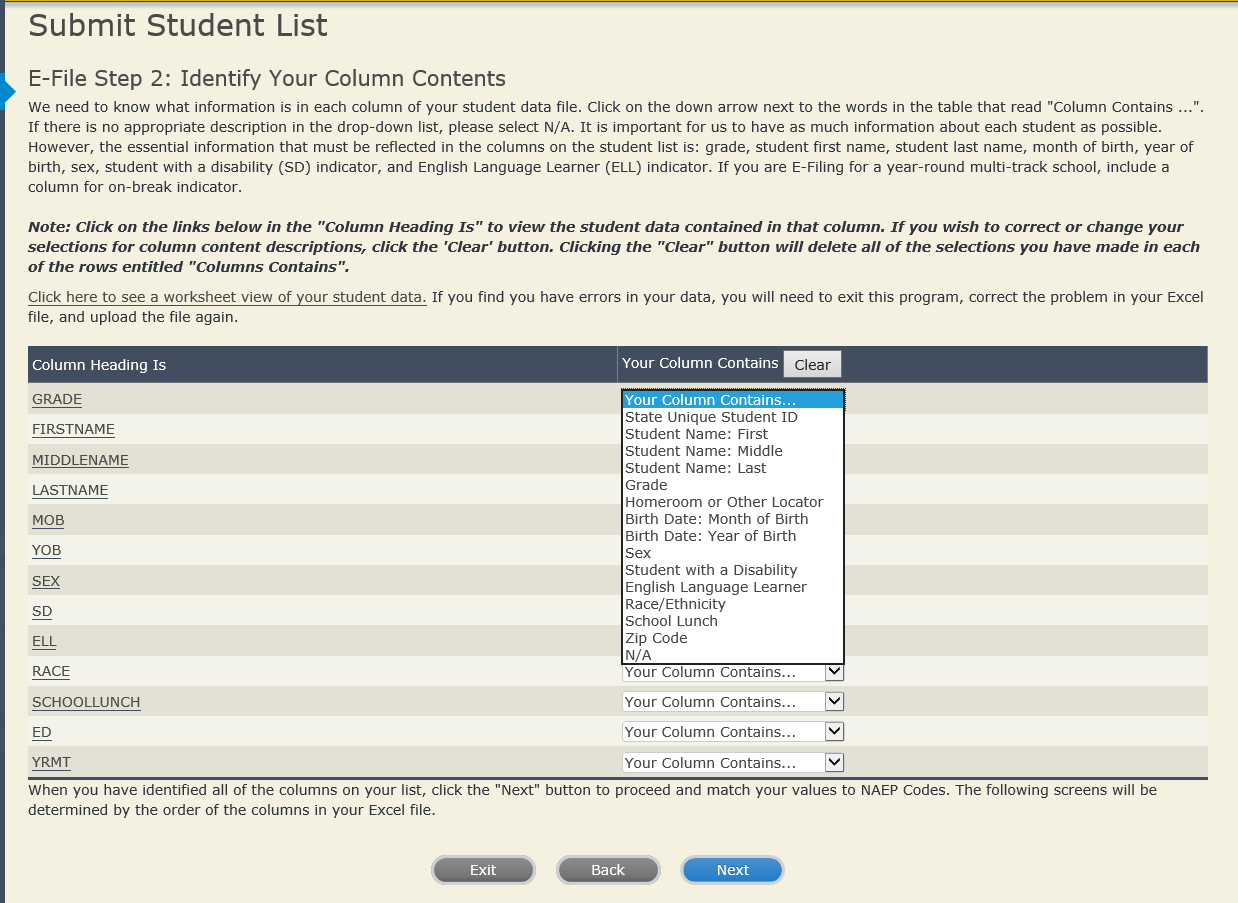 Submit Student List
E-File Step 2: Identify Your Column Contents
We need to know what information is in each column of your student data file. Click on the down arrow next to the words in the table that read "Column Contains ...".
If there is no appropriate description in the drop-down list, please select N/A. It is important for us to have as much information about each student as possible.
However, the essential information that must be reflected in the columns on the student list is: grade, student first name, student last name, month of birth, year of
birth, sex, student with a disability (SD) indicator, and English Language Learner (ELL) indicator. If you are E-Filing for a year-round multi-track school, include a
column for on-break indicator.
Note: Click on the links below in the "Column Heading Is" to view the student data contained in that column. If you wish to correct or change your
selections for column content descriptions, click the 'Clear' button. Clicking the "Clear" button will delete all of the selections you have made in each
of the rows entitled "Columns Contains".
Click here to see a worksheet view of your student data. If you find you have errors in your data, you will need to exit this program, correct the problem in your Excel
file, and upload the file again.
Column Heading Is
Your Column Contains Clear
GRADE
FIRSTNAME
MIDDLENAME
LASTNAME
MOB
YOB
SEX
SD
ELL
Your Column Contains...
State Unique Student ID
Student Name: First
Student Name: Middle
Student Name: Last
Grade
Homeroom or Other Locator
Birth Date: Month of Birth
Birth Date: Year of Birth
Sex
Student with a Disability
English Language Learner
Race/Ethnicity
School Lunch
Zip Code
N/A
RACE Your Column Contains...
SCHOOLLUNCH Your Column Contains...
ED Your Column Contains...
YRMT Your Column Contains...
When you have identified all of the columns on your list, click the "Next" button to proceed and match your values to NAEP Codes. The following screens will be
determined by the order of the columns in your Excel file.
Exit Back Next